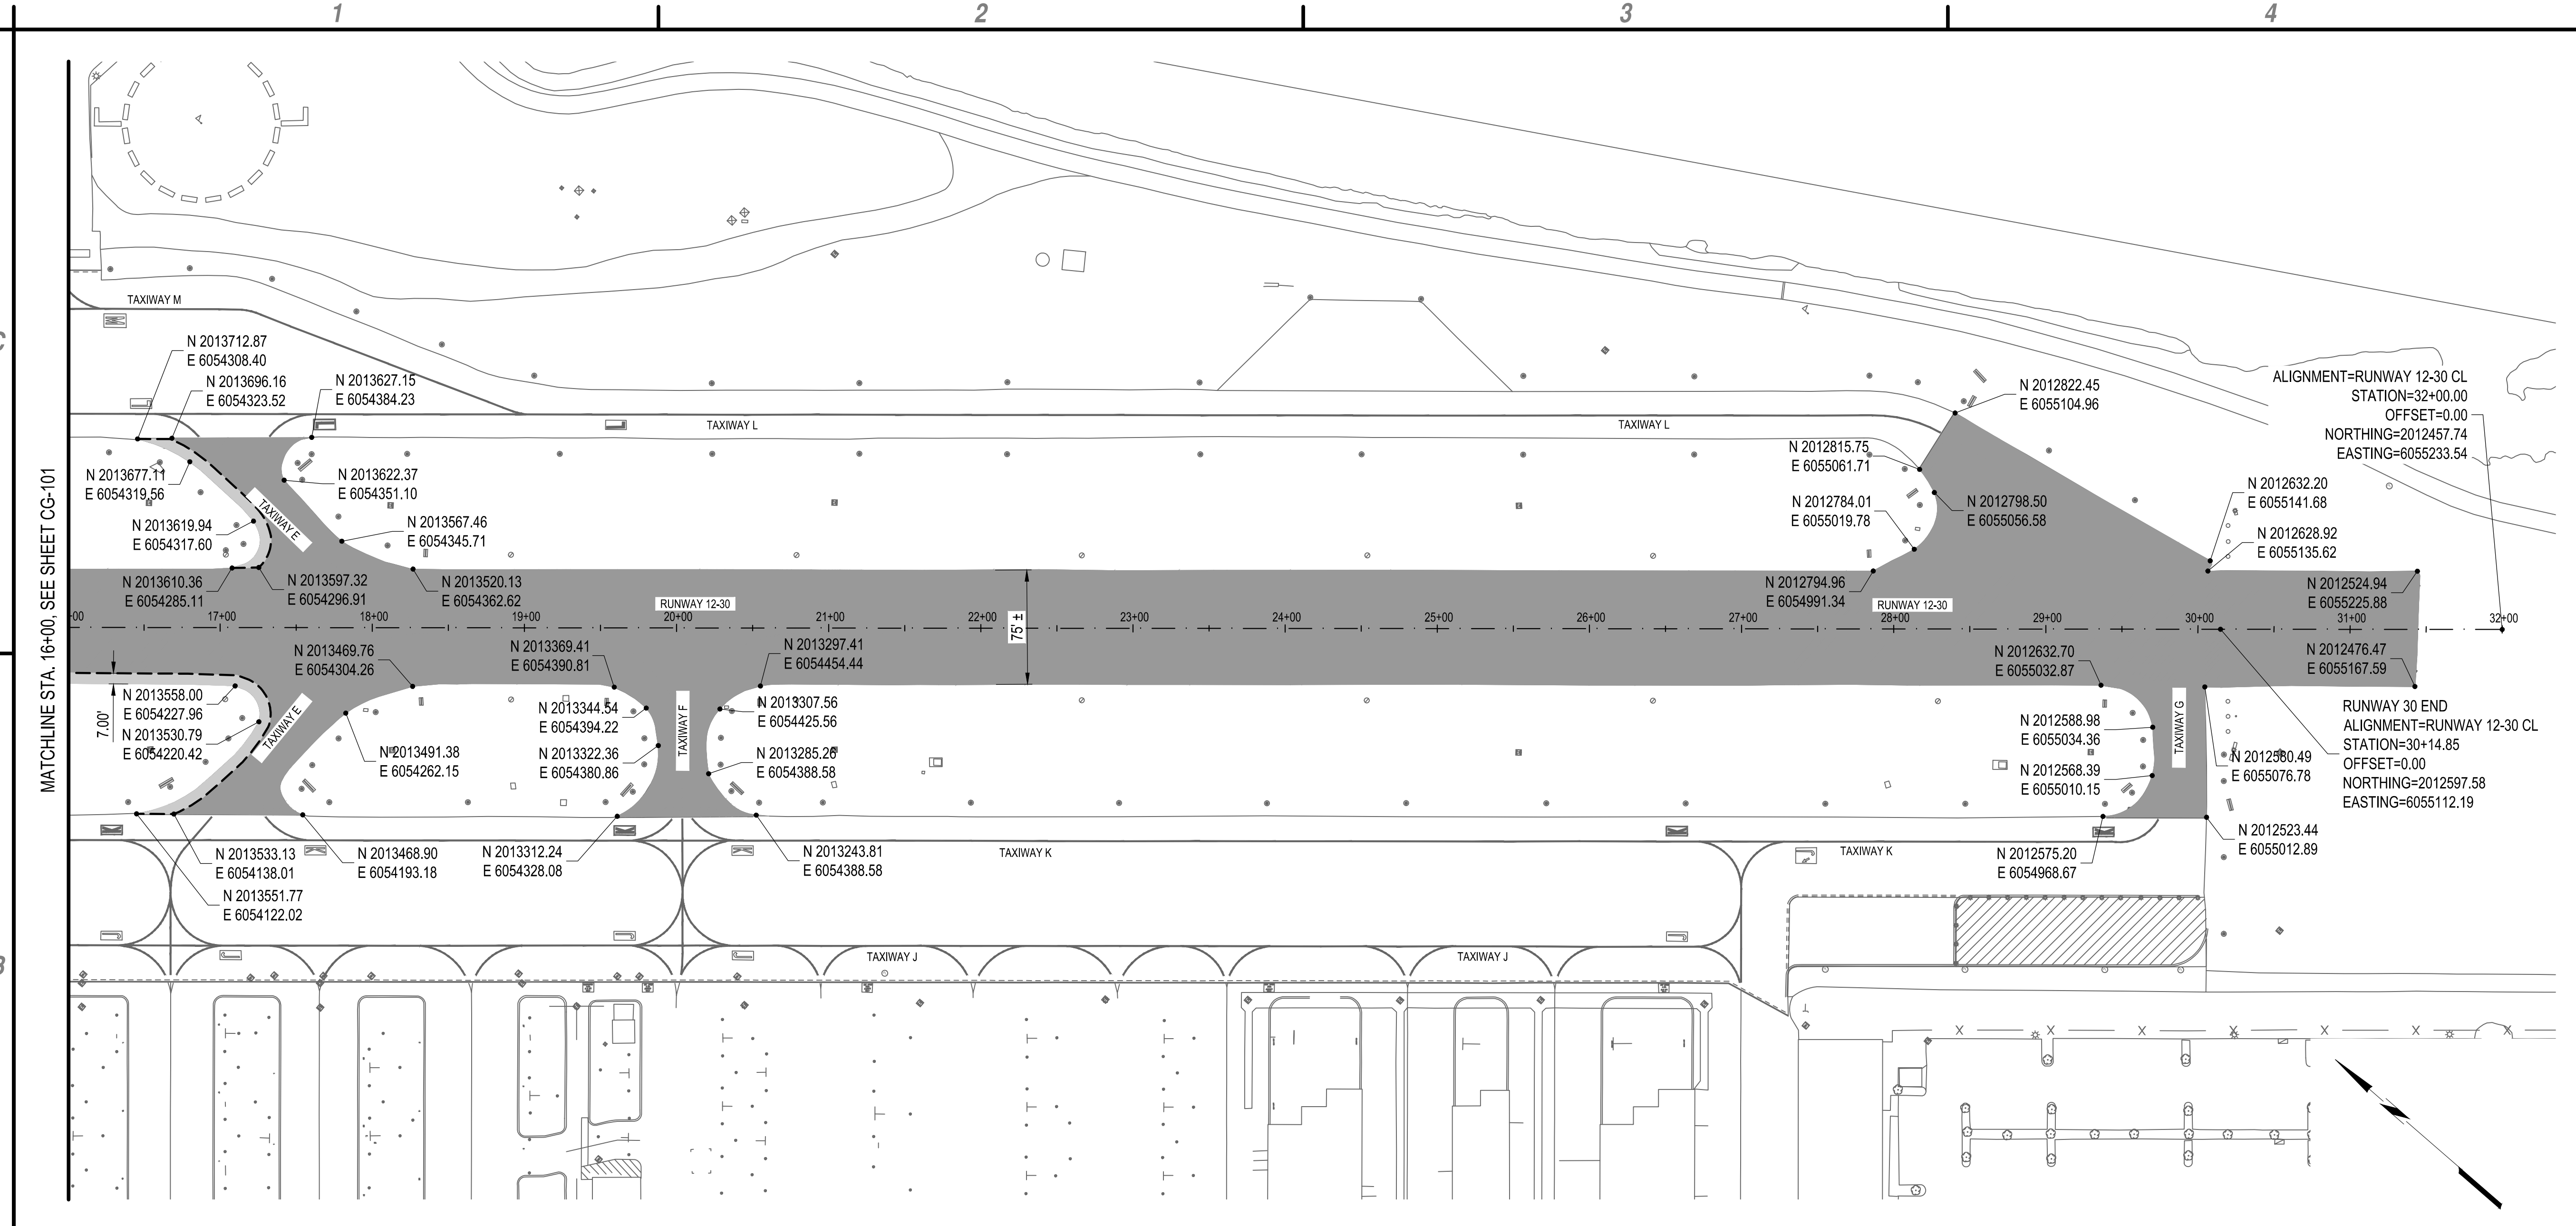 1
2
3
4
C
B
MATCHLINE STA. 16+00, SEE SHEET CG-101
TAXIWAY M
N 2013712.87
E 6054308.40
N 2013696.16
E 6054323.52
N 2013627.15
E 6054384.23
N 2013677.11
E 6054319.56
N 2013622.37
E 6054351.10
N 2013619.94
E 6054317.60
TAXIWAY E
N 2013567.46
E 6054345.71
N 2013610.36
E 6054285.11
N 2013597.32
E 6054296.91
N 2013520.13
E 6054362.62
TAXIWAY L
TAXIWAY L
N 2012822.45
E 6055104.96
N 2012815.75
E 6055061.71
N 2012784.01
E 6055019.78
N 2012798.50
E 6055056.58
N 2012794.96
E 6054991.34
ALIGNMENT=RUNWAY 12-30 CL
STATION=32+00.00
OFFSET=0.00
NORTHING=2012457.74
EASTING=6055233.54
N 2012632.20
E 6055141.68
N 2012628.92
E 6055135.62
N 2012524.94
E 6055225.88
RUNWAY 12-30
RUNWAY 12-30
00
17+00
18+00
19+00
20+00
21+00
22+00
23+00
24+00
25+00
26+00
27+00
28+00
29+00
30+00
31+00
32+00
75' ±
7.00'
N 2013469.76
E 6054304.26
N 2013369.41
E 6054390.81
N 2013297.41
E 6054454.44
N 2012632.70
E 6055032.87
N 2012476.47
E 6055167.59
N 2013558.00
E 6054227.96
N 2013530.79
E 6054220.42
TAXIWAY E
N 2013491.38
E 6054262.15
N 2013344.54
E 6054394.22
N 2013322.36
E 6054380.86
TAXIWAY F
N 2013307.56
E 6054425.56
N 2013285.26
E 6054388.58
N 2012588.98
E 6055034.36
N 2012568.39
E 6055010.15
TAXIWAY G
N 2012580.49
E 6055076.78
RUNWAY 30 END
ALIGNMENT=RUNWAY 12-30 CL
STATION=30+14.85
OFFSET=0.00
NORTHING=2012597.58
EASTING=6055112.19
N 2013533.13
E 6054138.01
N 2013551.77
E 6054122.02
N 2013468.90
E 6054193.18
N 2013312.24
E 6054328.08
N 2013243.81
E 6054388.58
TAXIWAY K
TAXIWAY K
N 2012575.20
E 6054968.67
N 2012523.44
E 6055012.89
TAXIWAY J
TAXIWAY J